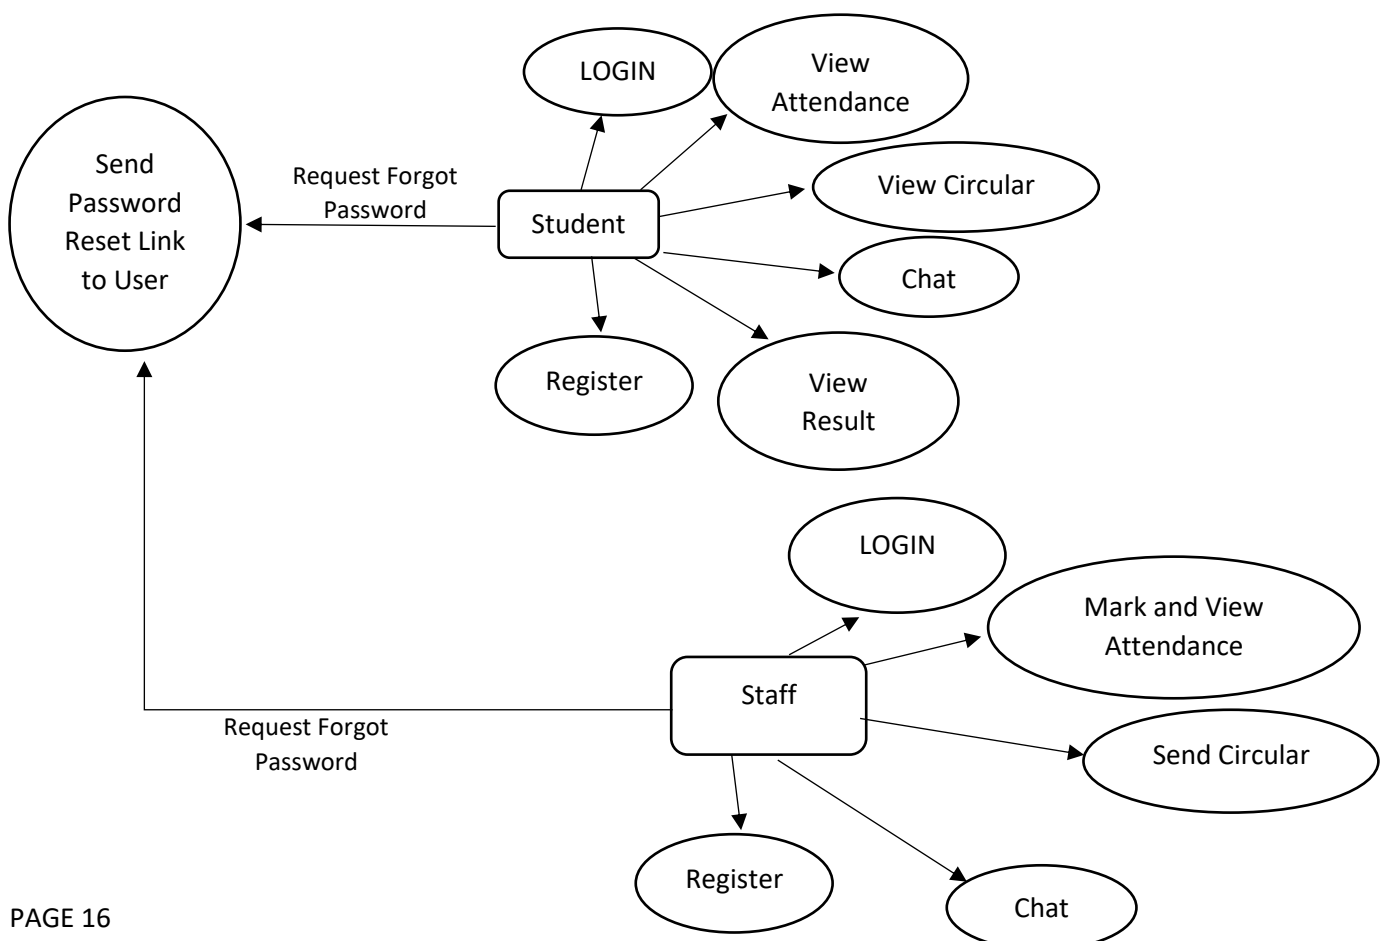 LOGIN
View
Attendance
Send
Password
Reset Link
to User
Request Forgot
Password
Student
View Circular
Chat
Register
View
Result
LOGIN
Mark and View
Attendance
Staff
Request Forgot
Password
Send Circular
Register
Chat
PAGE 16